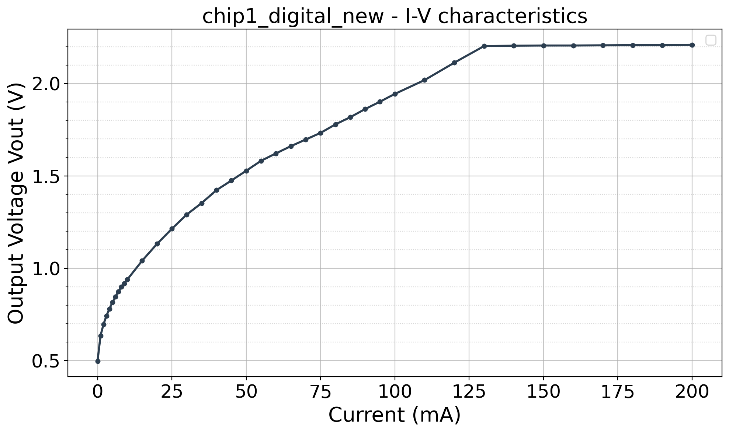 chip1_digital_new - I-V characteristics
Output Voltage Vout (V)
2.0
1.5
1.0
0.5
0 25 50 75 100 125 150 175 200
Current (mA)